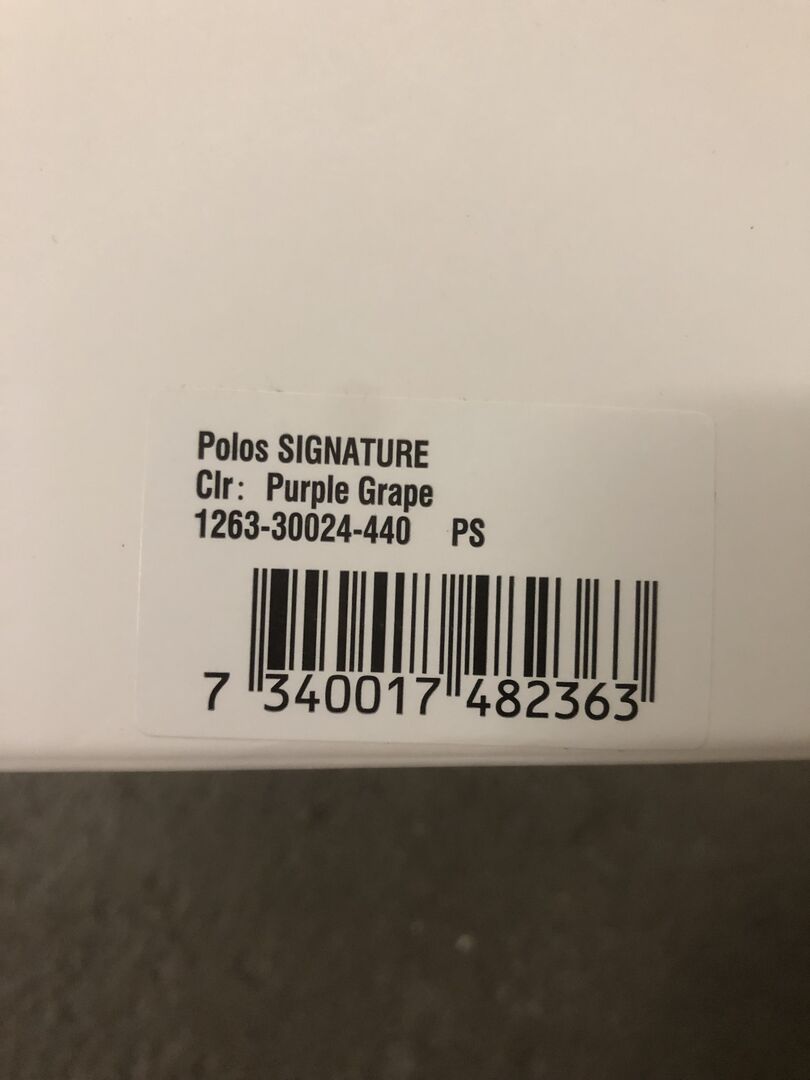 Polos SIGNATURE
Clr: Purple Grape
1263-30024-440 PS
7 340017 482363